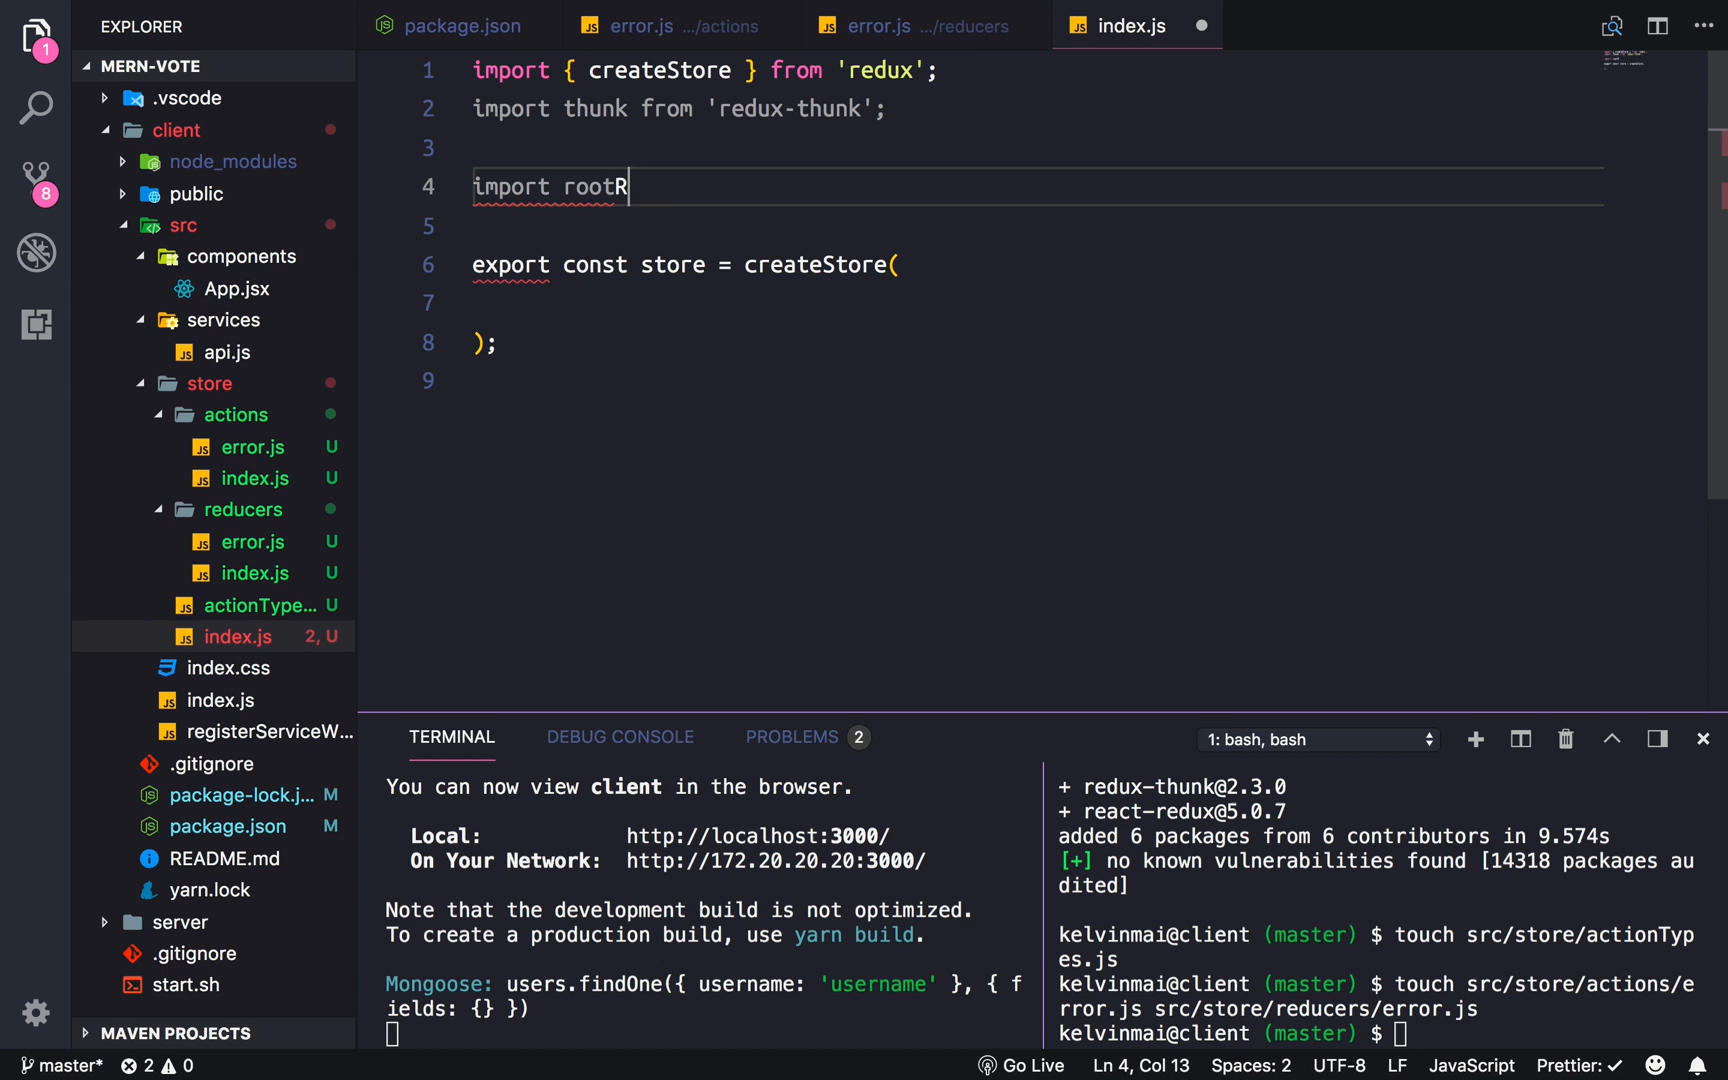 1
8
EXPLORER
MERN-VOTE
.vscode
client
node_modules
public
src
components
App.jsx
services
api.js
store
actions
error.js U
index.js U
reducers
error.js U
index.js U
actionType... U
index.js 2, U
index.css
index.js
registerServiceW...
.gitignore
package-lock.j... M
package.json M
README.md
yarn.lock
server
.gitignore
start.sh
MAVEN PROJECTS
package.json
error.js .../actions
error.js .../reducers
index.js
1 import { createStore } from 'redux';
2 import thunk from 'redux-thunk';
3
4 import rootR
5
6 export const store = createStore(
7
8 );
9
TERMINAL DEBUG CONSOLE PROBLEMS 2
1: bash, bash
You can now view client in the browser.
Local: http://localhost:3000/
On Your Network: http://172.20.20.20:3000/
Note that the development build is not optimized.
To create a production build, use yarn build.
Mongoose: users.findOne({ username: 'username' }, { f
ields: {} })
+ redux-thunk@2.3.0
+ react-redux@5.0.7
added 6 packages from 6 contributors in 9.574s
[+] no known vulnerabilities found [14318 packages au
dited]
kelvinmai@client (master) $ touch src/store/actionTyp
es.js
kelvinmai@client (master) $ touch src/store/actions/e
rror.js src/store/reducers/error.js
kelvinmai@client (master) $
master* 2 0 Go Live Ln 4, Col 13 Spaces: 2 UTF-8 LF JavaScript Prettier: ✓